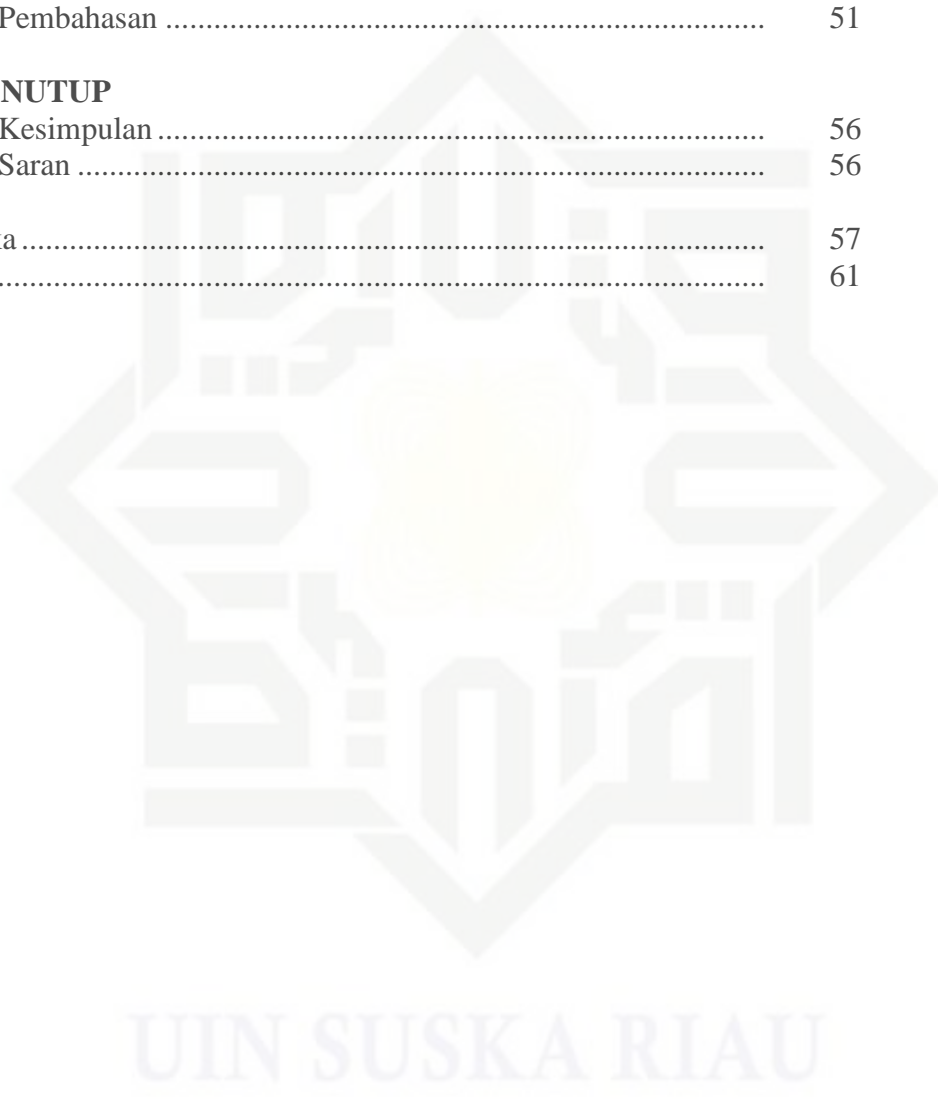 Pembahasan ........................................................................... 51
NUTUP
Kesimpulan ............................................................................ 56
Saran ...................................................................................... 56
a ............................................................................................. 57
................................................................................................ 61
UIN SUSKA RIAU